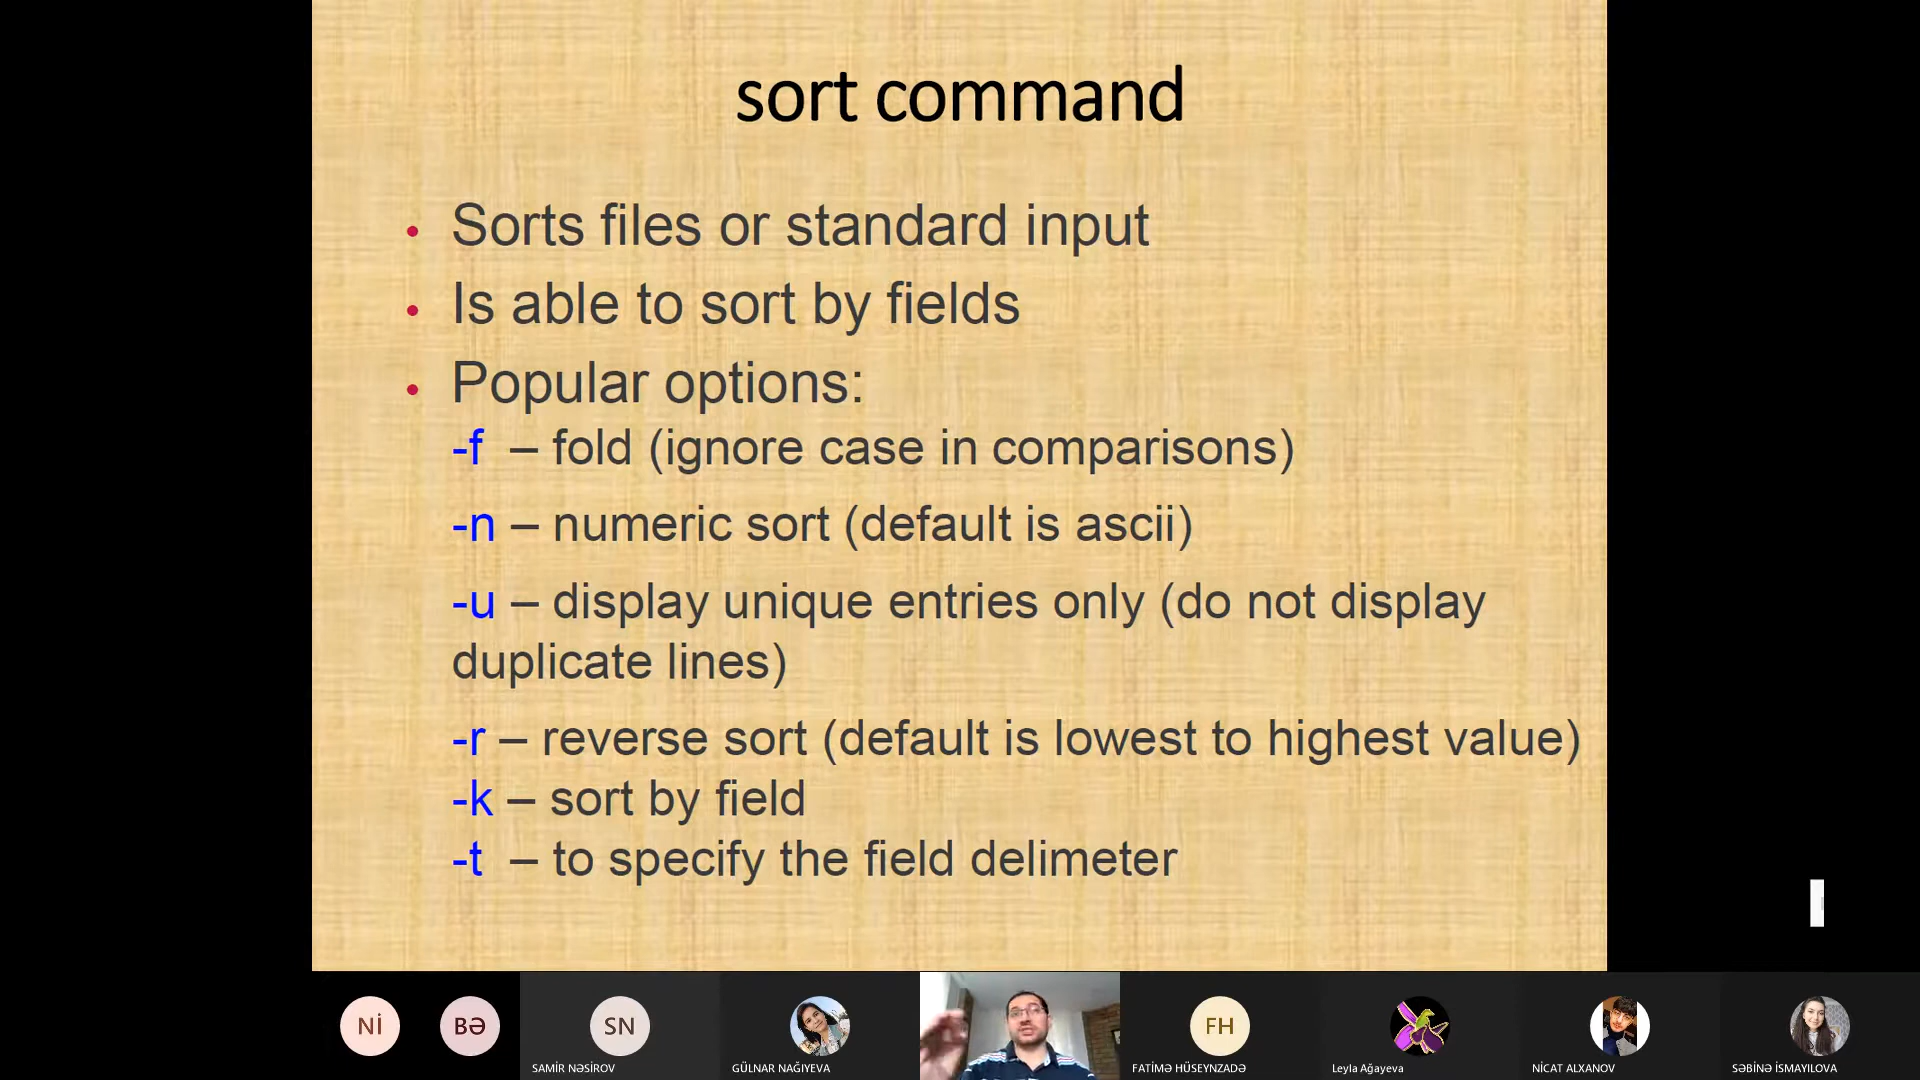 sort command
• Sorts files or standard input
• Is able to sort by fields
• Popular options:
-f – fold (ignore case in comparisons)
-n – numeric sort (default is ascii)
-u – display unique entries only (do not display
duplicate lines)
-r – reverse sort (default is lowest to highest value)
-k – sort by field
-t – to specify the field delimeter
Nİ
BƏ
SN
FH
SAMİR NƏSİROV
GÜLNAR NAĞIYEVA
FATİMƏ HÜSEYNZADƏ
Leyla Ağayeva
NİCAT ALXANOV
SƏBİNƏ İSMAYILOVA